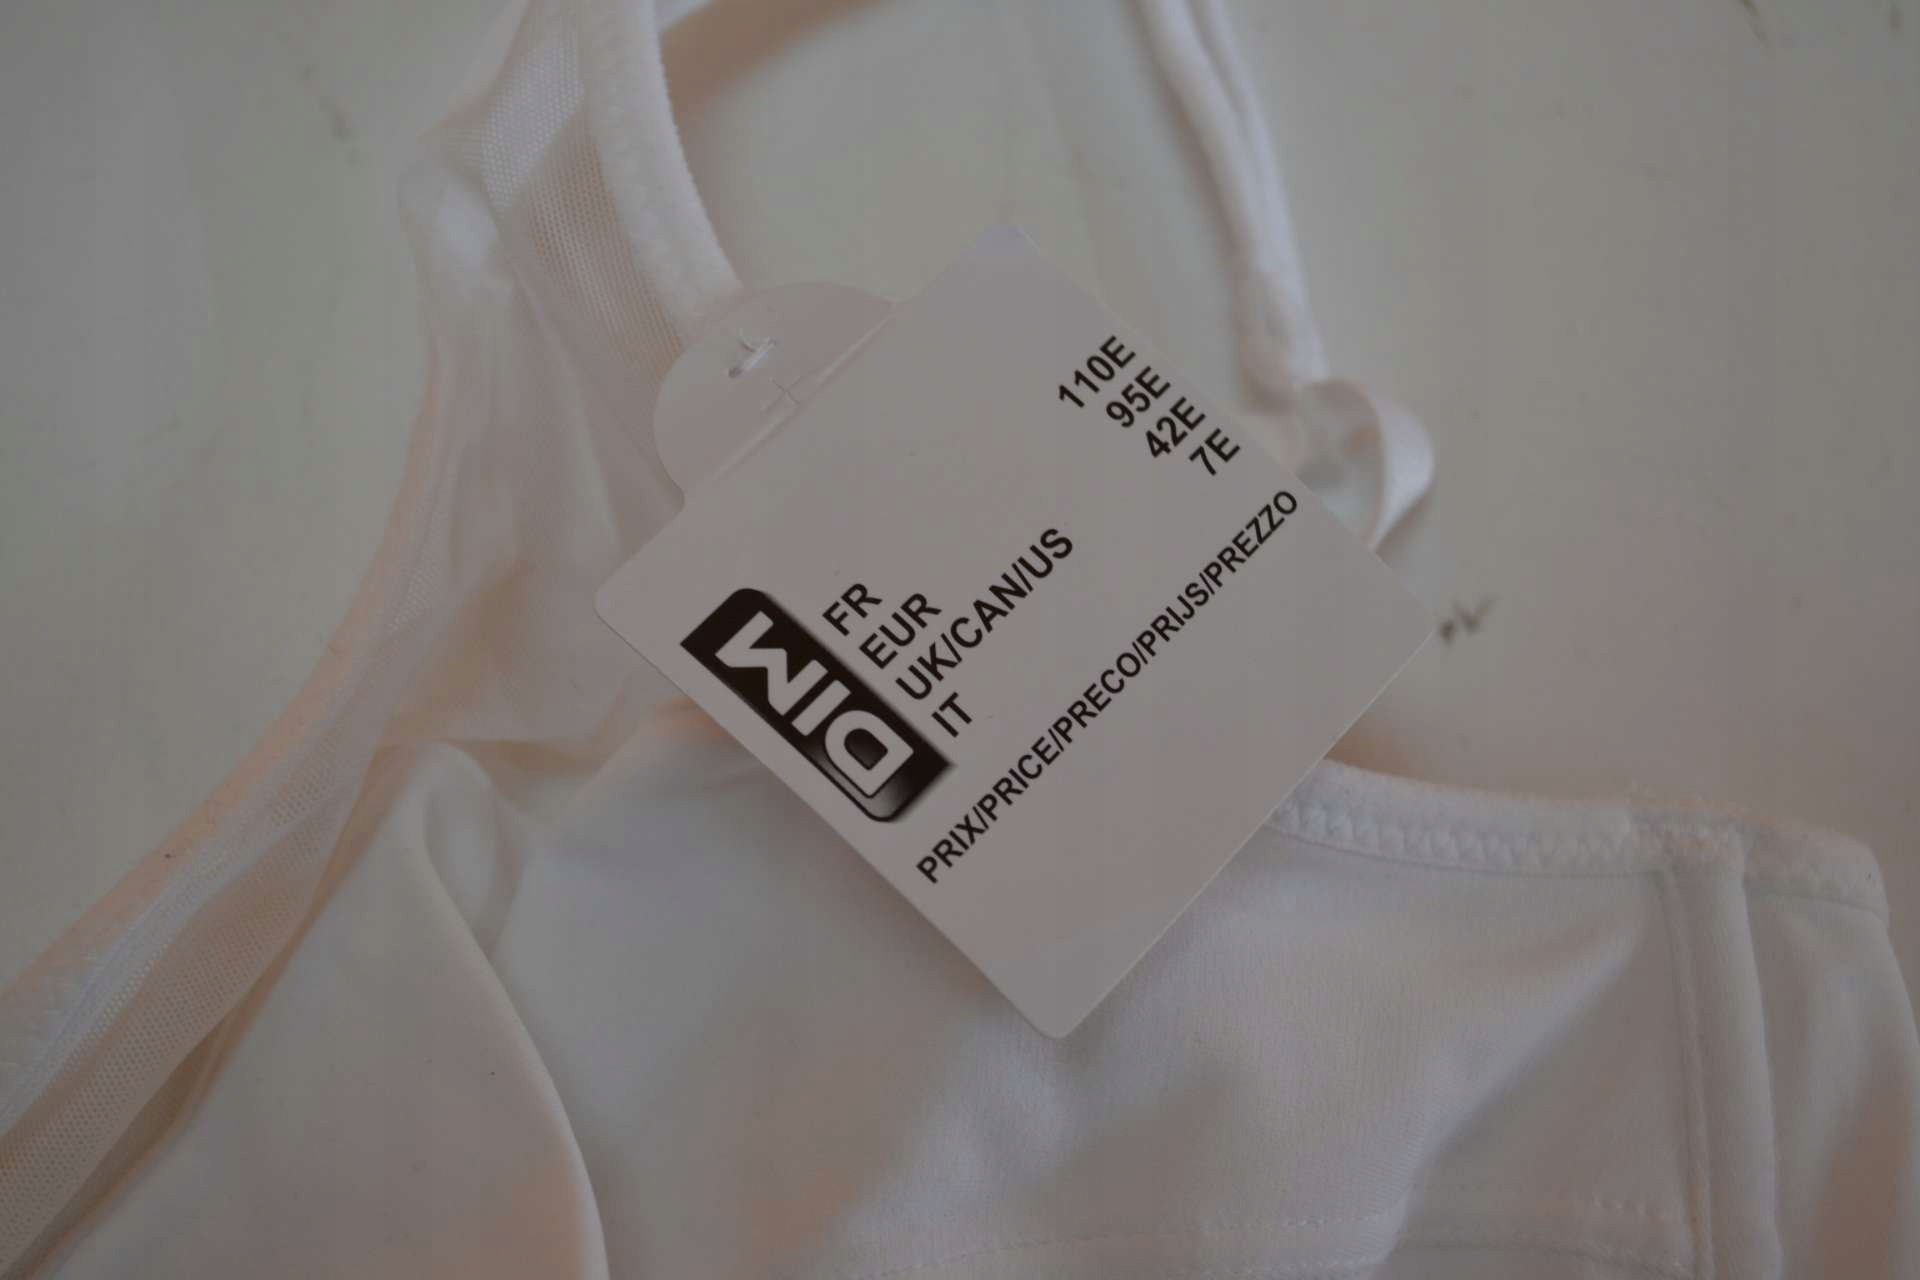 DIM
FR 110E
EUR 95E
UK/CAN/US 42E
IT 7E
PRIX/PRICE/PRECO/PRIJS/PREZZO